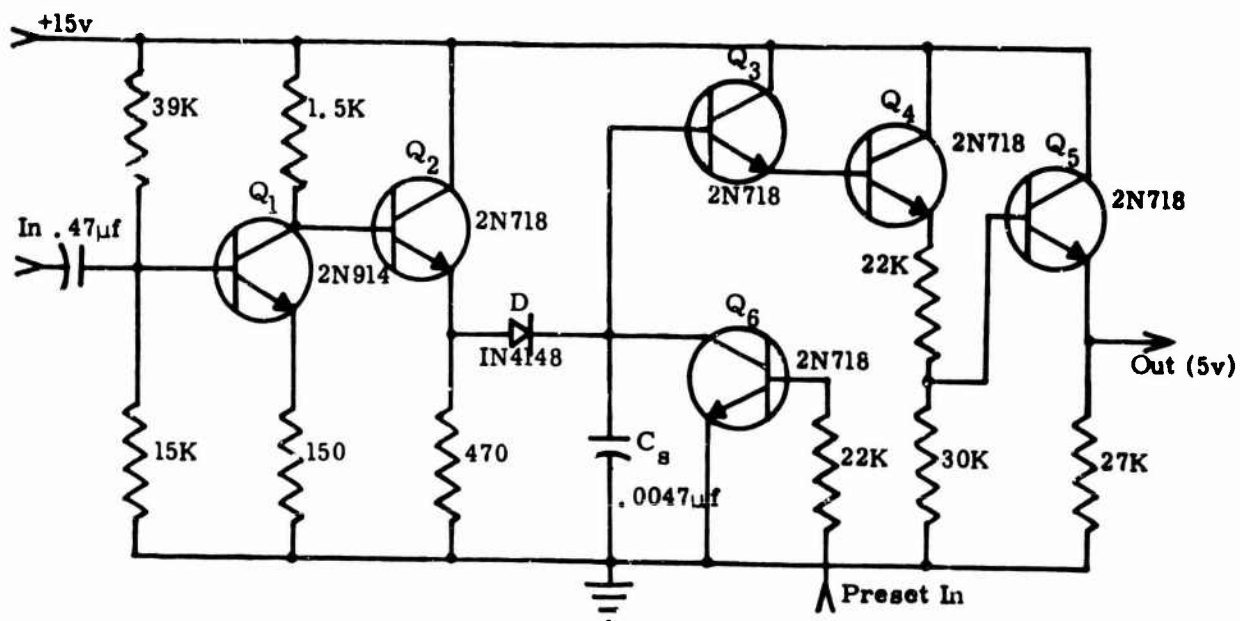 +15v
39K
1.5K
Q1
Q2
Q3
Q4
Q5
2N718
2N718
2N718
2N718
In .47µf
2N914
22K
D
IN4148
Q6
2N718
Out (5v)
15K
.150
470
Cs
.0047µf
22K
30K
27K
Preset In